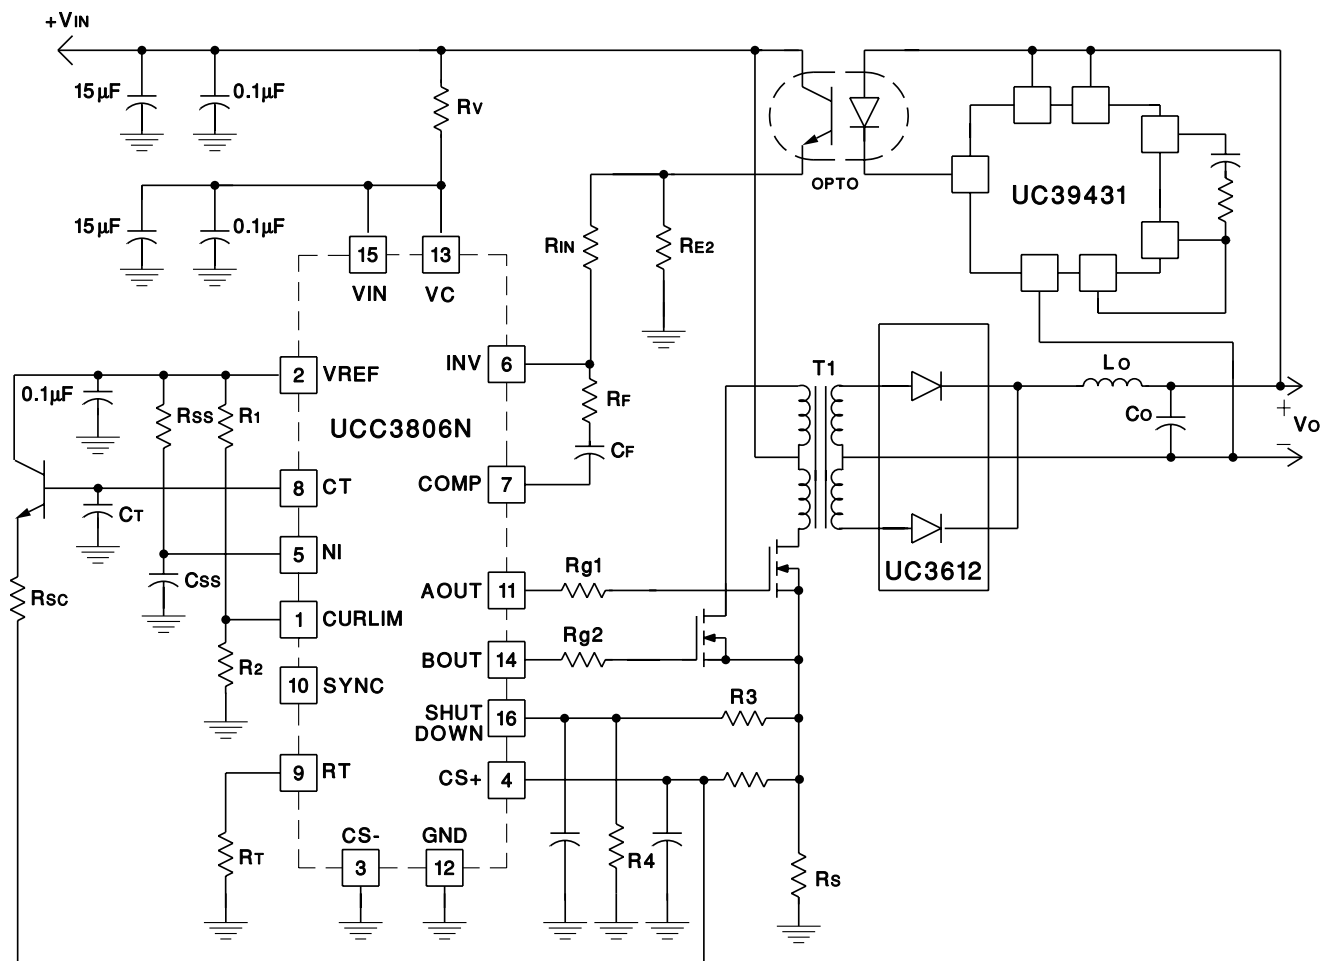 +VIN
15µF
0.1µF
RV
OPTO
UC39431
15µF
0.1µF
RIN
RE2
15
13
VIN
VC
2
VREF
INV
6
0.1µF
RSS
R1
RF
UCC3806N
CF
T1
LO
CO
+
VO
–
8
CT
COMP
7
CT
5
NI
CSS
RSC
1
CURLIM
AOUT
11
Rg1
UC3612
R2
10
SYNC
BOUT
14
Rg2
SHUT
DOWN
16
R3
9
RT
CS+
4
RT
CS-
GND
3
12
R4
RS